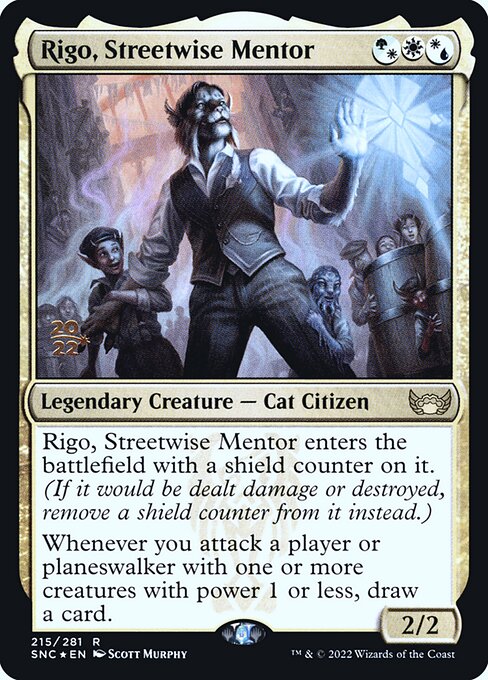 Rigo, Streetwise Mentor
20
22
Legendary Creature — Cat Citizen
Rigo, Streetwise Mentor enters the
battlefield with a shield counter on it.
(If it would be dealt damage or destroyed,
remove a shield counter from it instead.)
Whenever you attack a player or
planeswalker with one or more
creatures with power 1 or less, draw
a card.
2/2
215/281 R
SNC ★ EN Scott Murphy
™ & © 2022 Wizards of the Coast